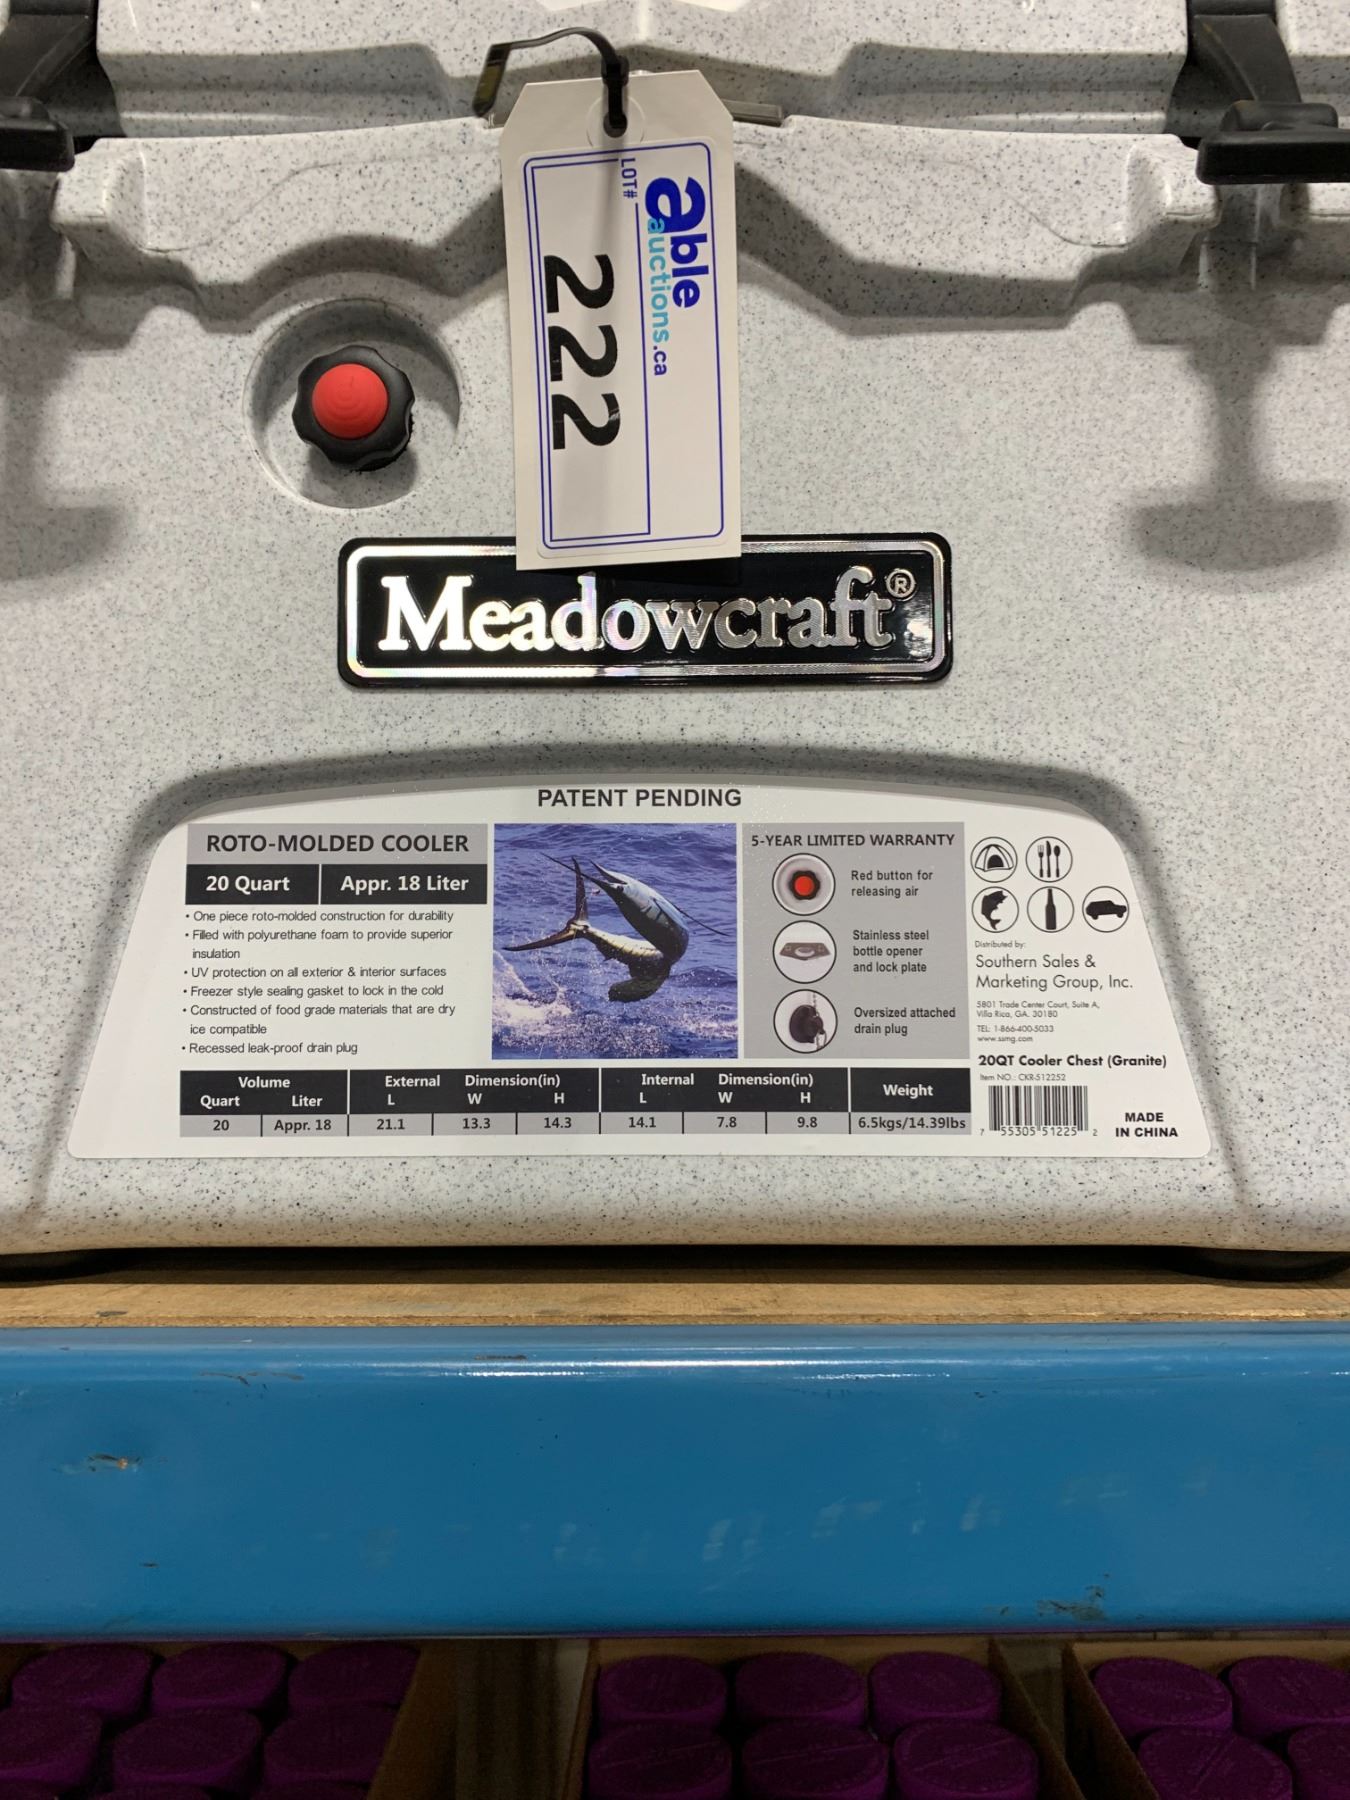 LOT#
able
auctions.ca
222
Meadowcraft®
PATENT PENDING
ROTO-MOLDED COOLER
20 Quart
Appr. 18 Liter
• One piece roto-molded construction for durability
• Filled with polyurethane foam to provide superior
insulation
• UV protection on all exterior & interior surfaces
• Freezer style sealing gasket to lock in the cold
• Constructed of food grade materials that are dry
ice compatible
• Recessed leak-proof drain plug
5-YEAR LIMITED WARRANTY
Red button for
releasing air
Stainless steel
bottle opener
and lock plate
Oversized attached
drain plug
Distributed by:
Southern Sales &
Marketing Group, Inc.
5801 Trade Center Court, Suite A,
Villa Rica, GA. 30180
TEL: 1-866-400-5033
www.ssmg.com
20QT Cooler Chest (Granite)
Item NO.: CKR-512252
7 55305 51225 2
MADE
IN CHINA
Volume External Dimension(in) Internal Dimension(in) Weight
Quart Liter L W H L W H
20 Appr. 18 21.1 13.3 14.3 14.1 7.8 9.8 6.5kgs/14.39lbs